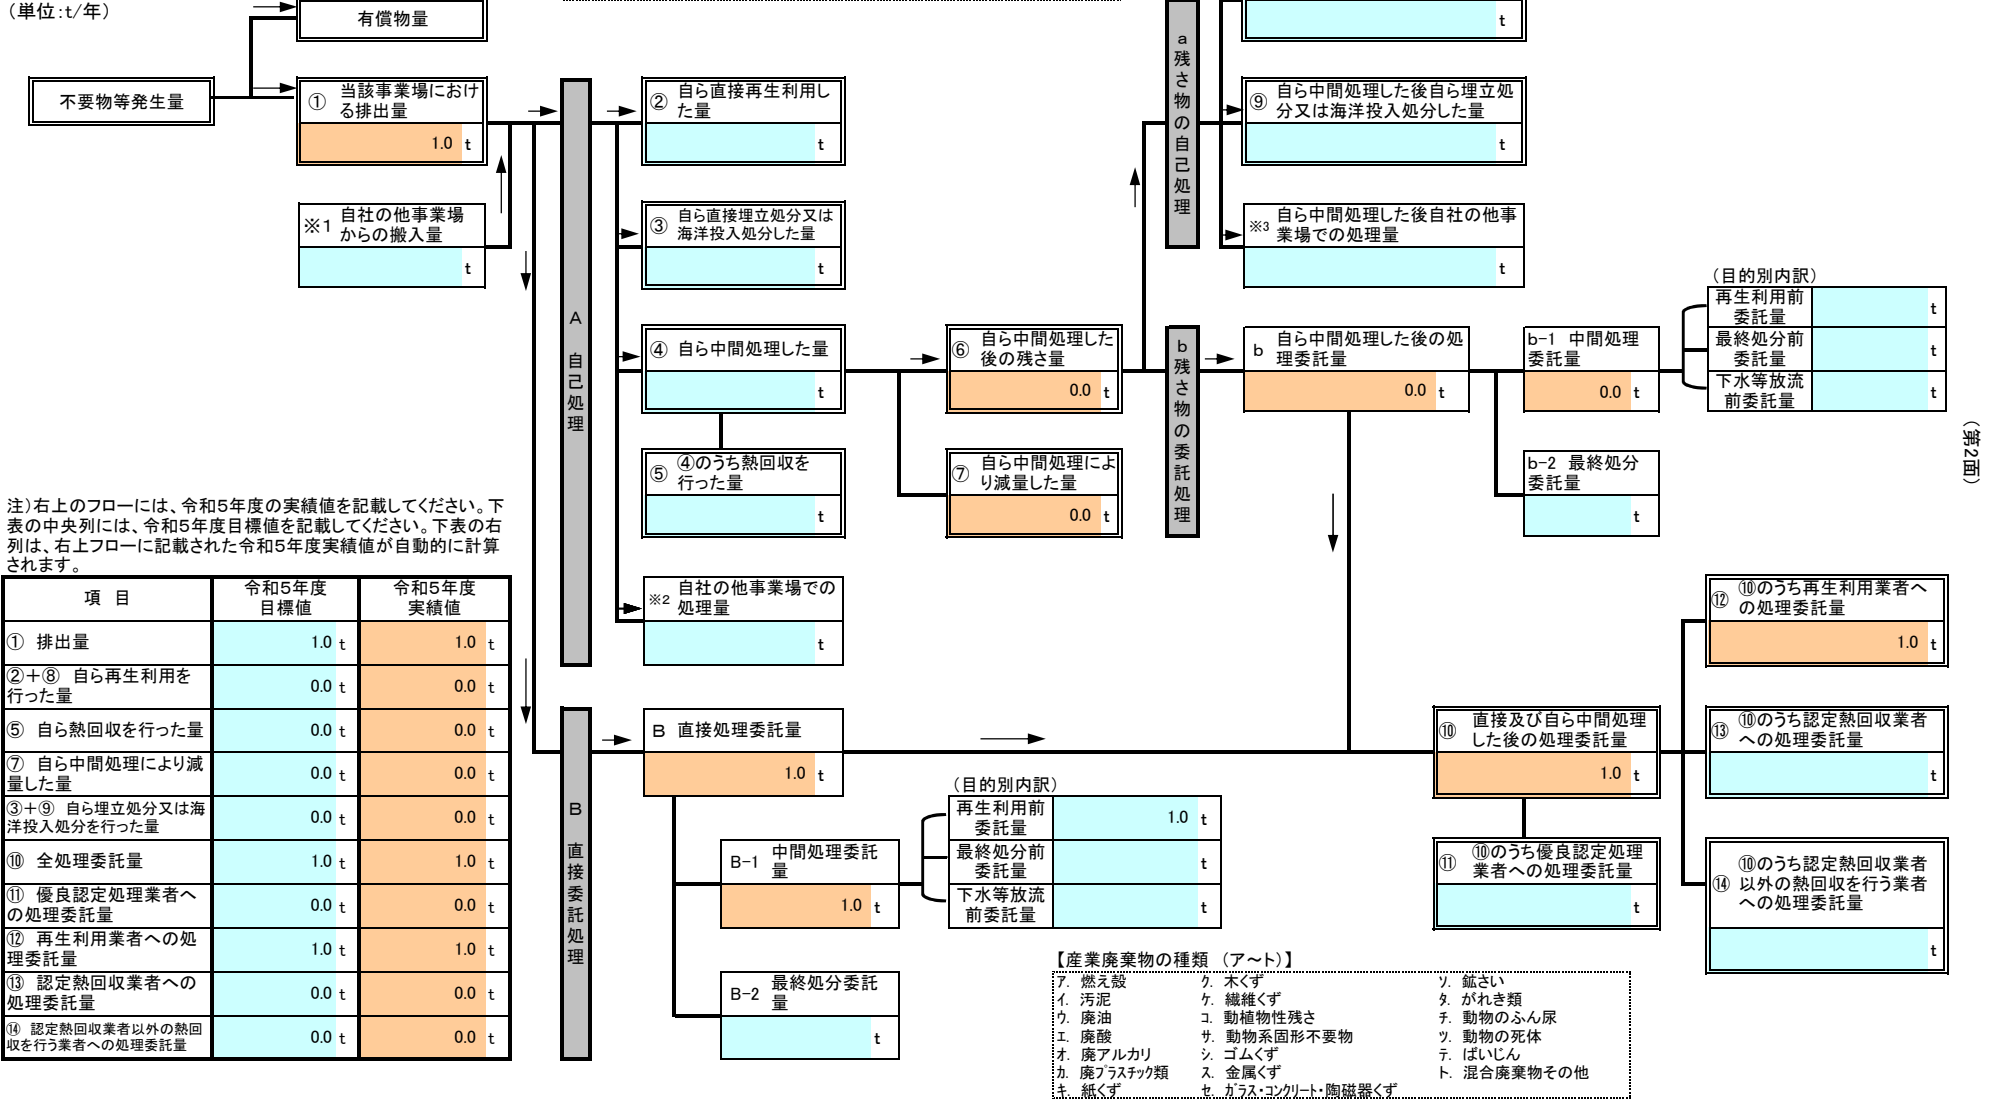 （単位:t/年）
有償物量
不要物等発生量
① 当該事業場におけ
る排出量
1.0 t
※1 自社の他事業場
からの搬入量
t
A 自己処理
② 自ら直接再生利用し
た量
t
③ 自ら直接埋立処分又は
海洋投入処分した量
t
④ 自ら中間処理した量
t
⑤ ④のうち熱回収を
行った量
t
※2 自社の他事業場での
処理量
t
⑥ 自ら中間処理した
後の残さ量
0.0 t
⑦ 自ら中間処理によ
り減量した量
0.0 t
a 残さ物の自己処理
t
⑨ 自ら中間処理した後自ら埋立処
分又は海洋投入処分した量
t
※3 自ら中間処理した後自社の他事
業場での処理量
t
b 残さ物の委託処理
b 自ら中間処理した後の処
理委託量
0.0 t
b-1 中間処理
委託量
0.0 t
（目的別内訳）
再生利用前
委託量
t
最終処分前
委託量
t
下水等放流
前委託量
t
b-2 最終処分
委託量
t
（第2面）
注）右上のフローには、令和5年度の実績値を記載してください。下
表の中央列には、令和5年度目標値を記載してください。下表の右
列は、右上フローに記載された令和5年度実績値が自動的に計算
されます。
項 目 令和5年度 目標値 令和5年度 実績値
① 排出量 1.0 t 1.0 t
②＋⑧ 自ら再生利用を
行った量 0.0 t 0.0 t
⑤ 自ら熱回収を行った量 0.0 t 0.0 t
⑦ 自ら中間処理により減
量した量 0.0 t 0.0 t
③＋⑨ 自ら埋立処分又は海
洋投入処分を行った量 0.0 t 0.0 t
⑩ 全処理委託量 1.0 t 1.0 t
⑪ 優良認定処理業者へ
の処理委託量 0.0 t 0.0 t
⑫ 再生利用業者への処
理委託量 1.0 t 1.0 t
⑬ 認定熱回収業者への
処理委託量 0.0 t 0.0 t
⑭ 認定熱回収業者以外の熱回
収を行う業者への処理委託量 0.0 t 0.0 t
B 直接委託処理
B 直接処理委託量
1.0 t
B-1 中間処理委託
量
1.0 t
B-2 最終処分委託
量
t
（目的別内訳）
再生利用前
委託量
1.0 t
最終処分前
委託量
t
下水等放流
前委託量
t
⑩ 直接及び自ら中間処理
した後の処理委託量
1.0 t
⑪ ⑩のうち優良認定処理
業者への処理委託量
t
⑫ ⑩のうち再生利用業者へ
の処理委託量
1.0 t
⑬ ⑩のうち認定熱回収業者
への処理委託量
t
⑭ ⑩のうち認定熱回収業者
以外の熱回収を行う業者
への処理委託量
t
【産業廃棄物の種類 （ア～ト）】
ア. 燃え殻 ク. 木くず ソ. 鉱さい
イ. 汚泥 ケ. 繊維くず タ. がれき類
ウ. 廃油 コ. 動植物性残さ チ. 動物のふん尿
エ. 廃酸 サ. 動物系固形不要物 ツ. 動物の死体
オ. 廃アルカリ シ. ゴムくず テ. ばいじん
カ. 廃プラスチック類 ス. 金属くず ト. 混合廃棄物その他
キ. 紙くず セ. ガラス・コンクリート・陶磁器くず